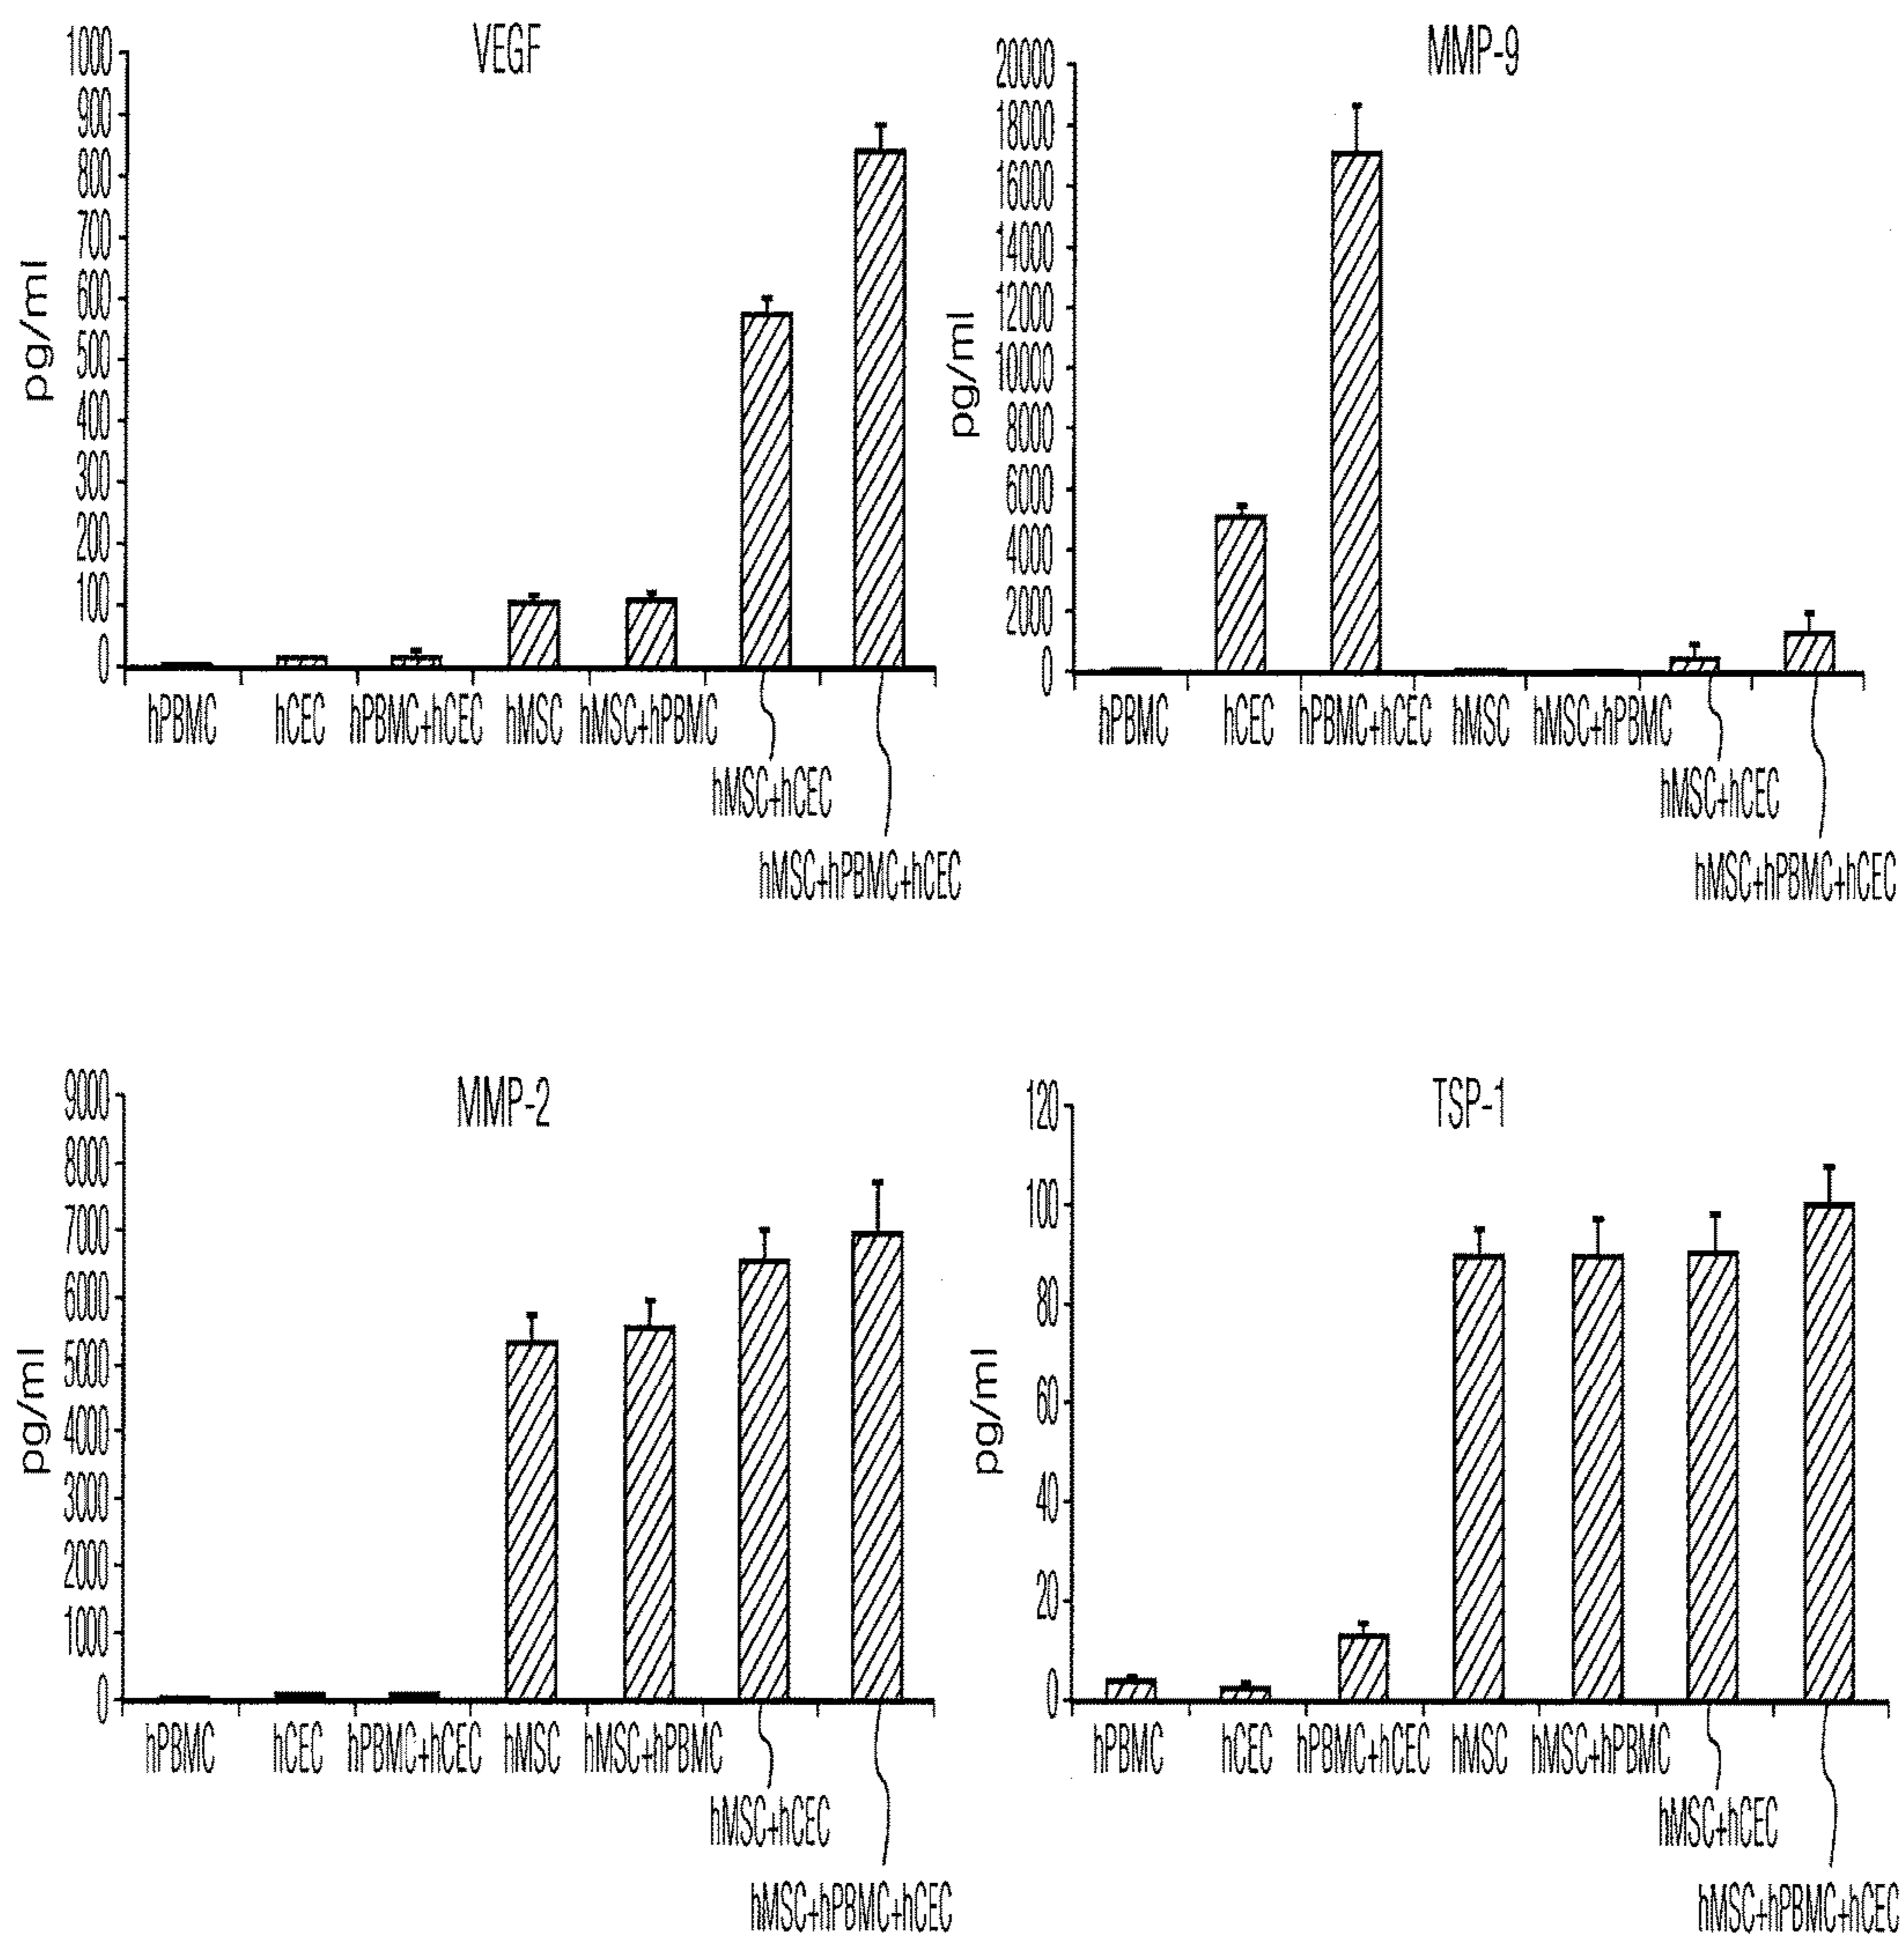 VEGF
pg/ml
1000
900
800
700
600
500
400
300
200
100
0
hPBMC hCEC hPBMC+hCEC hMSC hMSC+hPBMC
hMSC+hCEC
hMSC+hPBMC+hCEC
MMP-9
pg/ml
20000
18000
16000
14000
12000
10000
8000
6000
4000
2000
0
hPBMC hCEC hPBMC+hCEC hMSC hMSC+hPBMC
hMSC+hCEC
hMSC+hPBMC+hCEC
MMP-2
pg/ml
9000
8000
7000
6000
5000
4000
3000
2000
1000
0
hPBMC hCEC hPBMC+hCEC hMSC hMSC+hPBMC
hMSC+hCEC
hMSC+hPBMC+hCEC
TSP-1
pg/ml
120
100
80
60
40
20
0
hPBMC hCEC hPBMC+hCEC hMSC hMSC+hPBMC
hMSC+hCEC
hMSC+hPBMC+hCEC